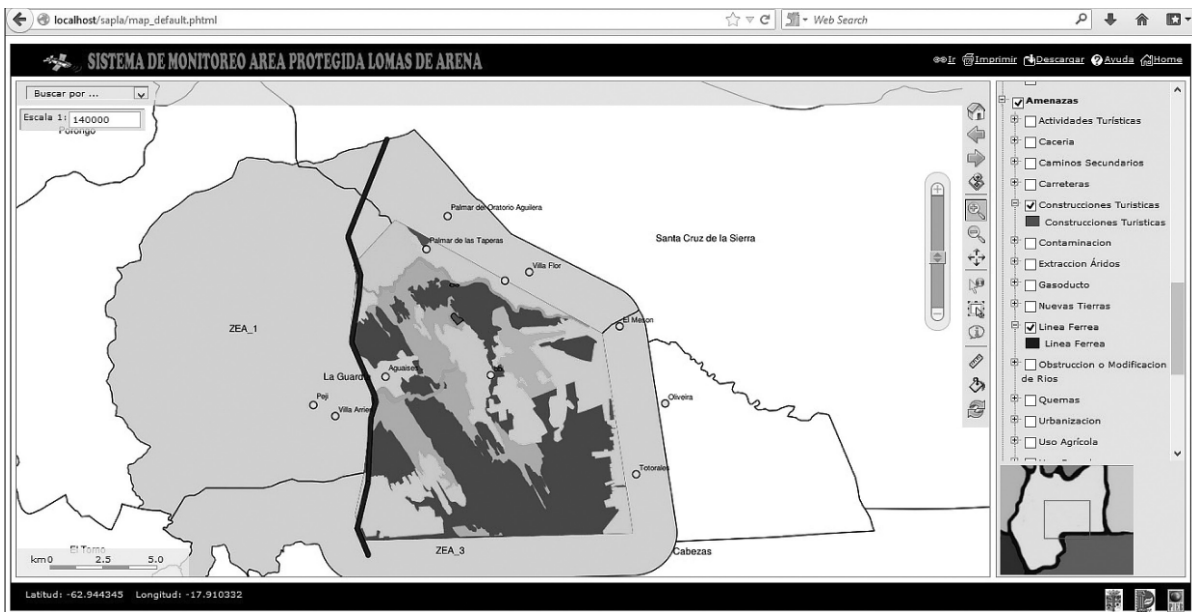 localhost/sapla/map_default.phtml
Web Search
SISTEMA DE MONITOREO AREA PROTEGIDA LOMAS DE ARENA
Ir Imprimir Descargar Ayuda Home
Buscar por ...
Escala 1: 140000
Polongo
Palmar del Oratorio Aguilera
Palmar de las Taperas
Santa Cruz de la Sierra
Villa Flor
El Meson
ZEA_1
La Guardia
Aguaises
Peji
Villa Arrie
Oliveira
Totorales
El Torno
ZEA_3
Cabezas
km 0 2.5 5.0
Amenazas
Actividades Turísticas
Caceria
Caminos Secundarios
Carreteras
Construcciones Turisticas
Construcciones Turisticas
Contaminacion
Extraccion Áridos
Gasoducto
Nuevas Tierras
Linea Ferrea
Linea Ferrea
Obstruccion o Modificacion
de Rios
Quemas
Urbanizacion
Uso Agrícola
Latitud: -62.944345 Longitud: -17.910332